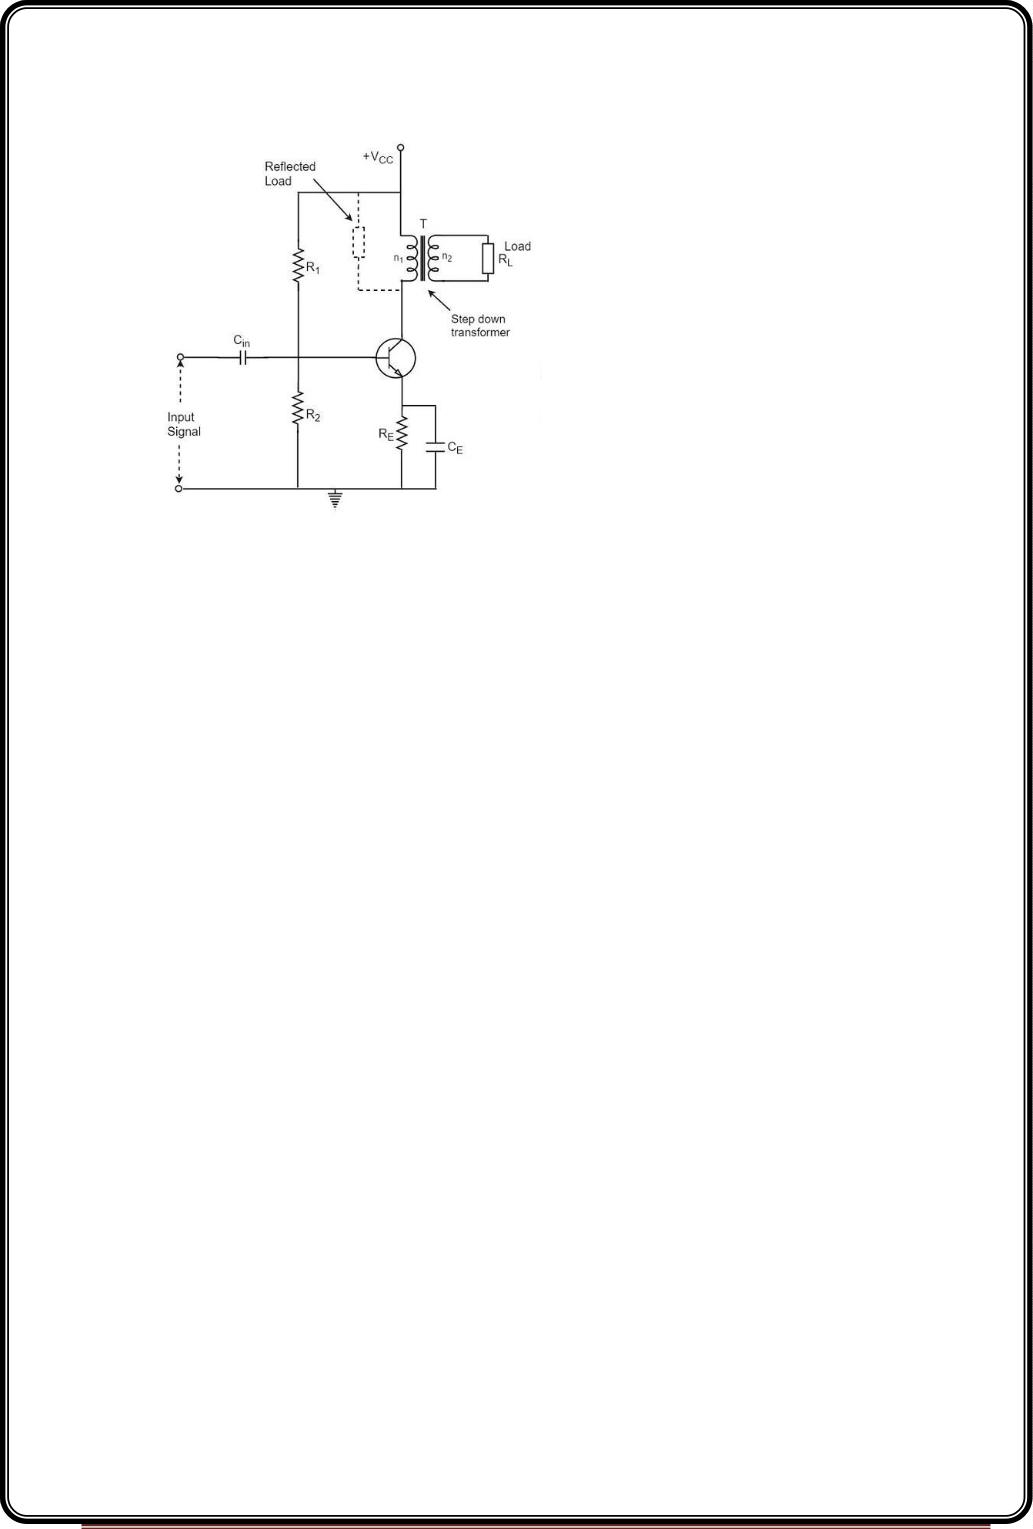 +VCC
Reflected
Load
T
Load
RL
n1
n2
R1
Step down
transformer
Cin
Input
Signal
R2
RE
CE